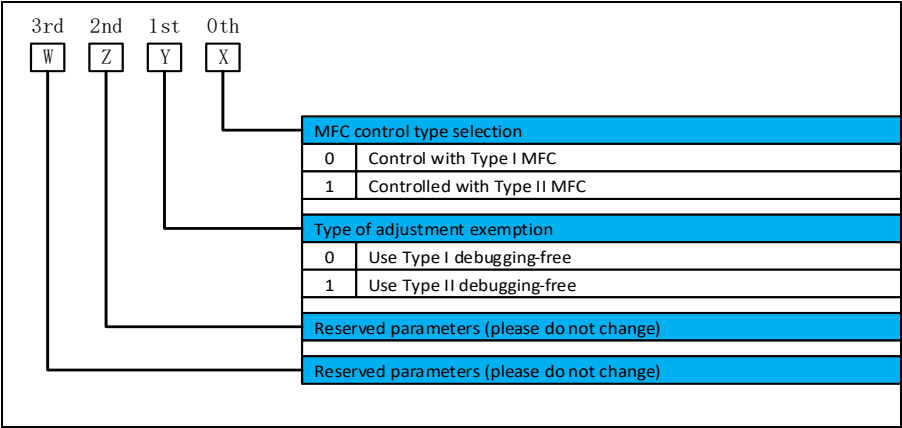 3rd 2nd 1st 0th
W Z Y X
MFC control type selection
0 Control with Type I MFC
1 Controlled with Type II MFC
Type of adjustment exemption
0 Use Type I debugging-free
1 Use Type II debugging-free
Reserved parameters (please do not change)
Reserved parameters (please do not change)